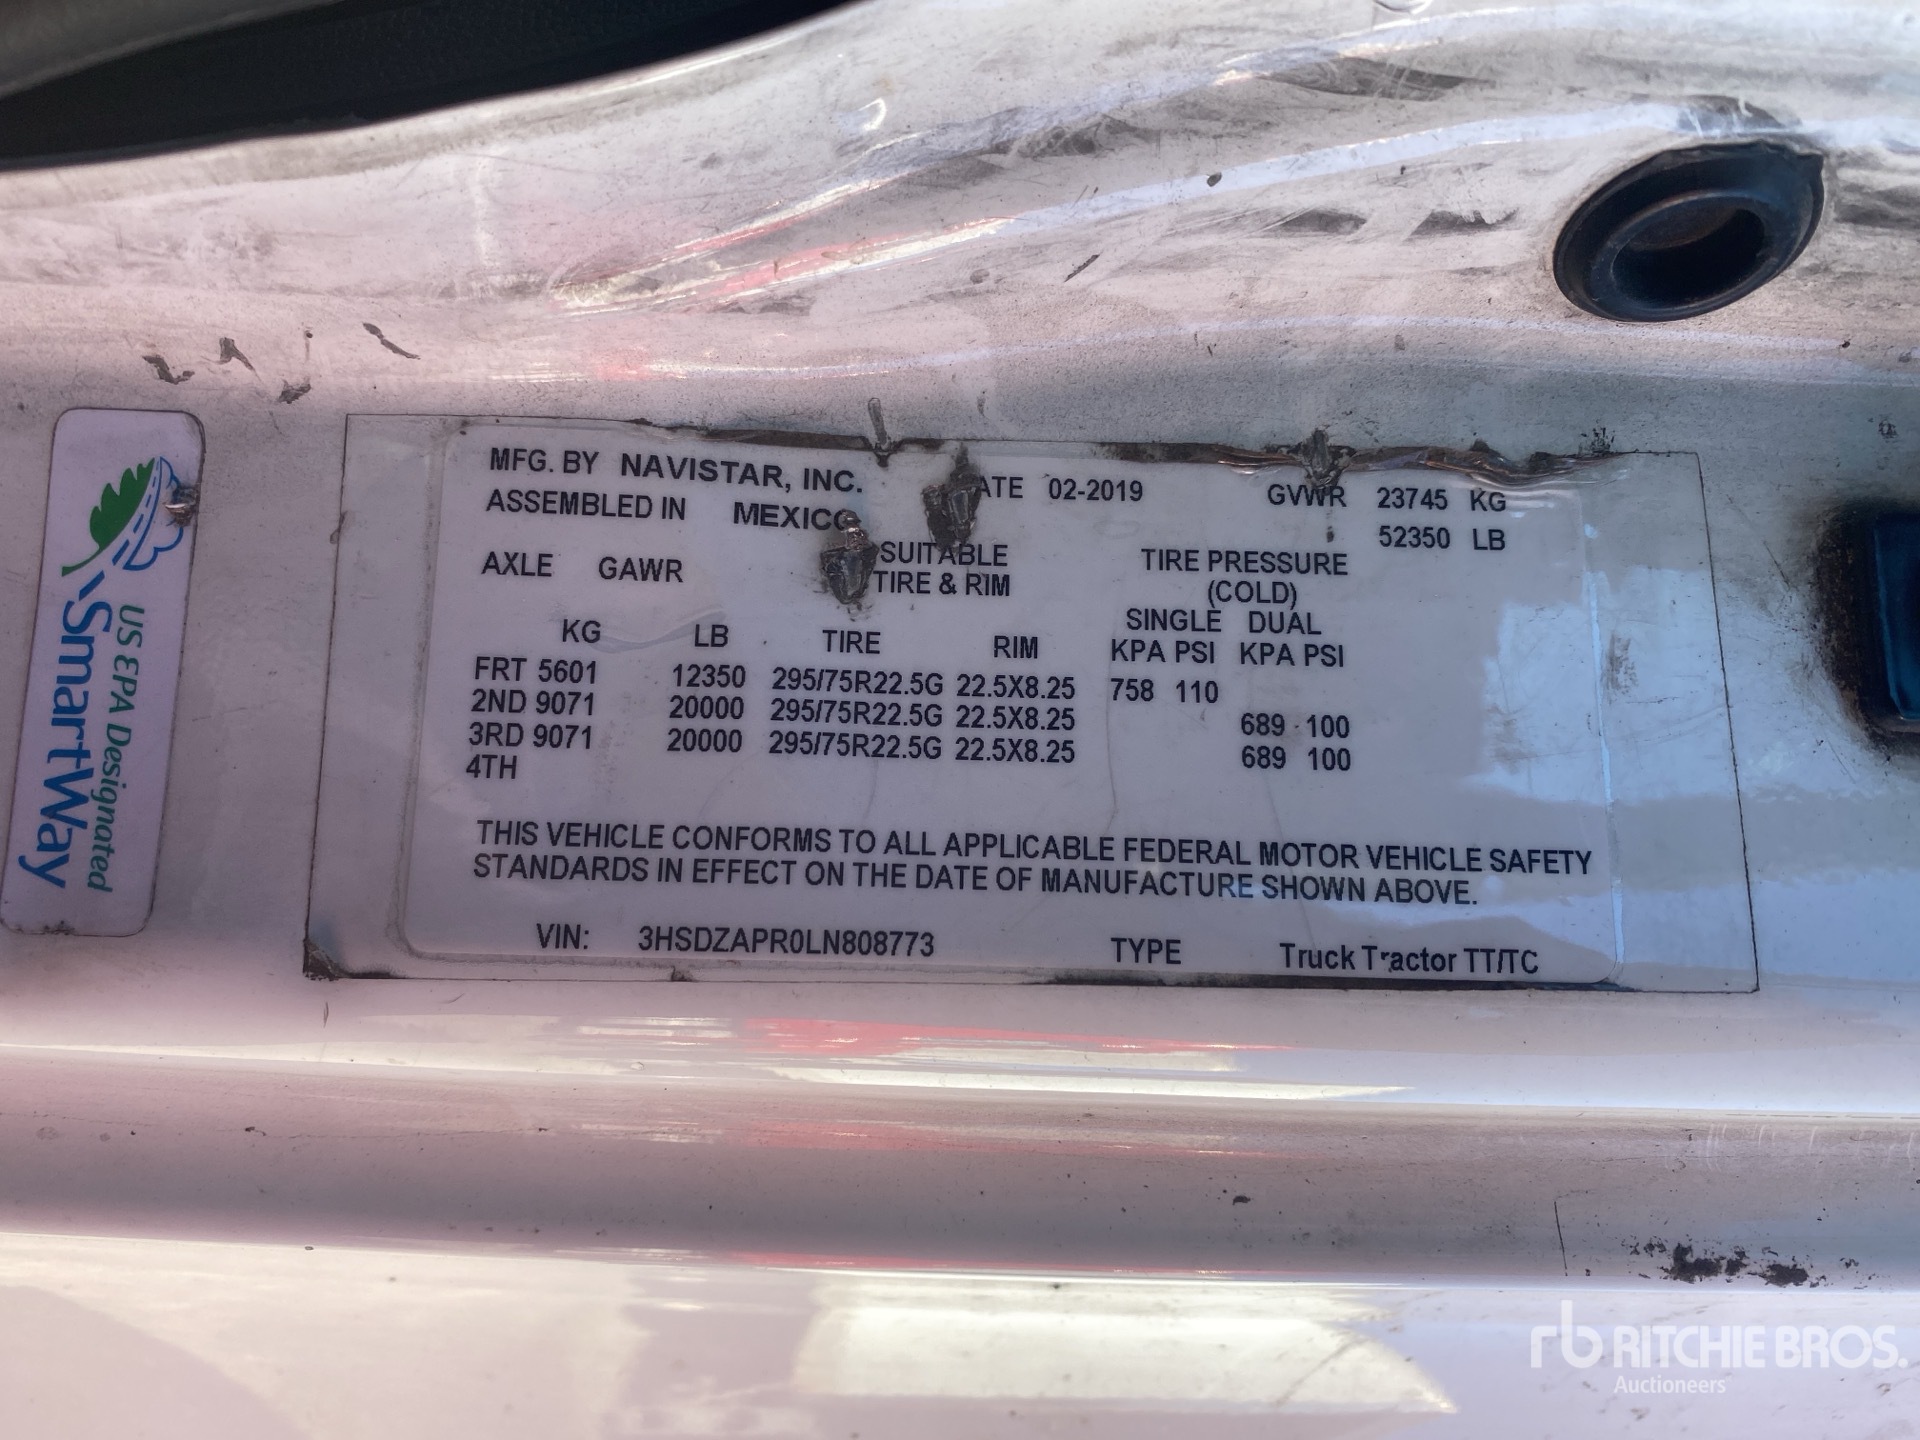 US EPA Designated
SmartWay
MFG. BY NAVISTAR, INC. ATE 02-2019 GVWR 23745 KG
ASSEMBLED IN MEXICO 52350 LB
AXLE GAWR SUITABLE TIRE PRESSURE
TIRE & RIM (COLD)
SINGLE DUAL
KG LB TIRE RIM KPA PSI KPA PSI
FRT 5601 12350 295/75R22.5G 22.5X8.25 758 110
2ND 9071 20000 295/75R22.5G 22.5X8.25 689 100
3RD 9071 20000 295/75R22.5G 22.5X8.25 689 100
4TH
THIS VEHICLE CONFORMS TO ALL APPLICABLE FEDERAL MOTOR VEHICLE SAFETY
STANDARDS IN EFFECT ON THE DATE OF MANUFACTURE SHOWN ABOVE.
VIN: 3HSDZAPR0LN808773 TYPE Truck Tractor TT/TC
rb RITCHIE BROS.
Auctioneers